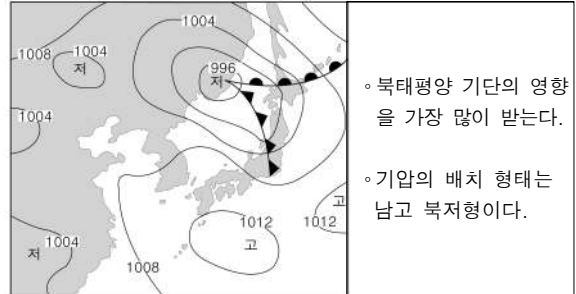 1004
1008
1004
저
996
저
1004
고
1012
1012
고
1004
저
1008
◦북태평양 기단의 영향
을 가장 많이 받는다.
◦기압의 배치 형태는
남고 북저형이다.